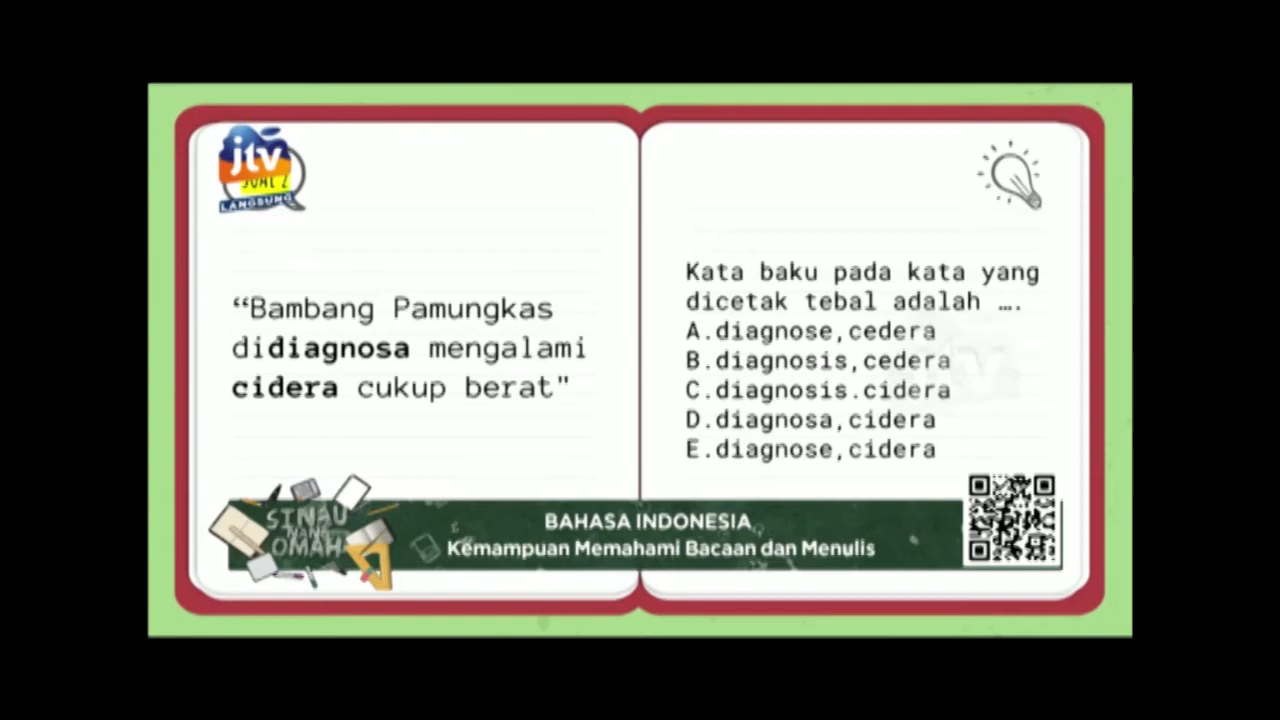 jtv
LANGSUNG
“Bambang Pamungkas
didiagnosa mengalami
cidera cukup berat"
Kata baku pada kata yang
dicetak tebal adalah ….
A.diagnose,cedera
B.diagnosis,cedera
C.diagnosis.cidera
D.diagnosa,cidera
E.diagnose,cidera
SINAU
NANG
OMAH
BAHASA INDONESIA
Kemampuan Memahami Bacaan dan Menulis